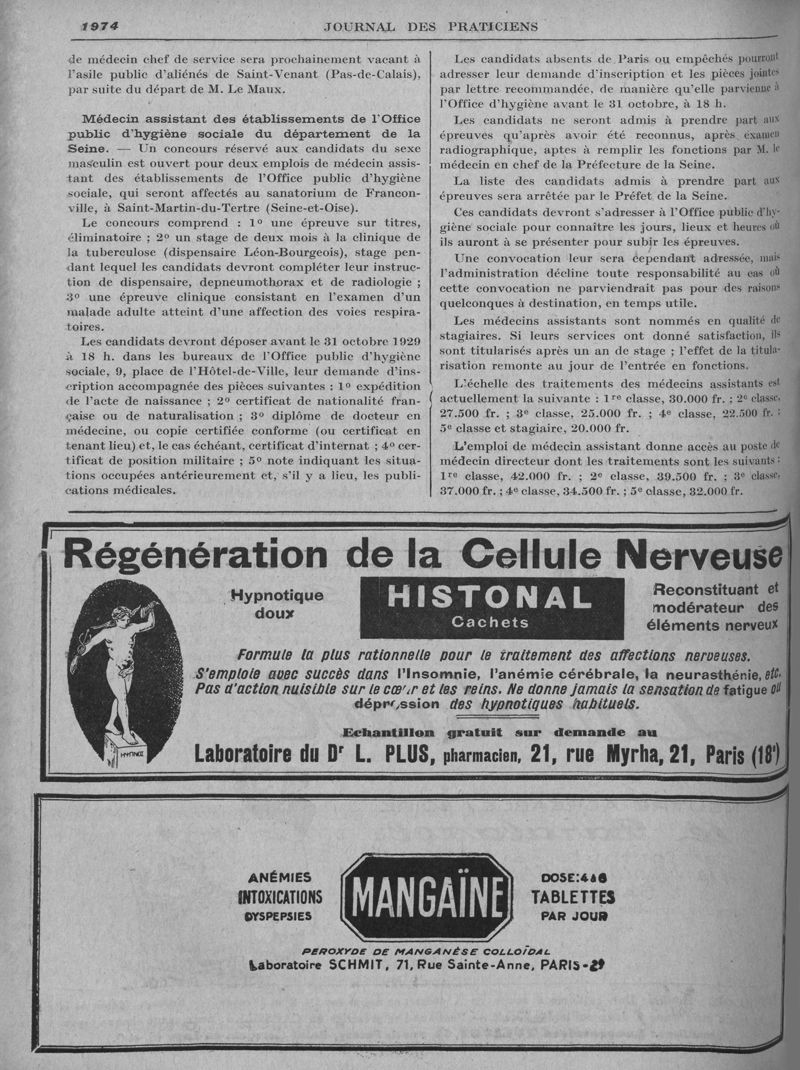 1974
JOURNAL DES PRATICIENS
de médecin chef de service sera prochainement vacant à
l'asile public d'aliénés de Saint-Venant (Pas-de-Calais),
par suite du départ de M. Le Maux.
Médecin assistant des établissements de l'Office
public d'hygiène sociale du département de la
Seine. — Un concours réservé aux candidats du sexe
masculin est ouvert pour deux emplois de médecin assis-
tant des établissements de l'Office public d'hygiène
sociale, qui seront affectés au sanatorium de Francon-
ville, à Saint-Martin-du-Tertre (Seine-et-Oise).
Le concours comprend : 1º une épreuve sur titres,
éliminatoire ; 2º un stage de deux mois à la clinique de
la tuberculose (dispensaire Léon-Bourgeois), stage pen-
dant lequel les candidats devront compléter leur instruc-
tion de dispensaire, depneumothorax et de radiologie ;
3º une épreuve clinique consistant en l'examen d'un
malade adulte atteint d'une affection des voies respira-
toires.
Les candidats devront déposer avant le 31 octobre 1929
à 18 h. dans les bureaux de l'Office public d'hygiène
sociale, 9, place de l'Hôtel-de-Ville, leur demande d'ins-
cription accompagnée des pièces suivantes : 1º expédition
de l'acte de naissance ; 2º certificat de nationalité fran-
çaise ou de naturalisation ; 3º diplôme de docteur en
médecine, ou copie certifiée conforme (ou certificat en
tenant lieu) et, le cas échéant, certificat d'internat ; 4º cer-
tificat de position militaire ; 5º note indiquant les situa-
tions occupées antérieurement et, s'il y a lieu, les publi-
cations médicales.
Les candidats absents de Paris ou empêchés pourront
adresser leur demande d'inscription et les pièces jointes
par lettre recommandée, de manière qu'elle parvienne à
l'Office d'hygiène avant le 31 octobre, à 18 h.
Les candidats ne seront admis à prendre part aux
épreuves qu'après avoir été reconnus, après examen
radiographique, aptes à remplir les fonctions par M. le
médecin en chef de la Préfecture de la Seine.
La liste des candidats admis à prendre part aux
épreuves sera arrêtée par le Préfet de la Seine.
Ces candidats devront s'adresser à l'Office public d'hy-
giène sociale pour connaître les jours, lieux et heures où
ils auront à se présenter pour subir les épreuves.
Une convocation leur sera cependant adressée, mais
l'administration décline toute responsabilité au cas où
cette convocation ne parviendrait pas pour des raisons
quelconques à destination, en temps utile.
Les médecins assistants sont nommés en qualité de
stagiaires. Si leurs services ont donné satisfaction, ils
sont titularisés après un an de stage ; l'effet de la titula-
risation remonte au jour de l'entrée en fonctions.
L'échelle des traitements des médecins assistants est
actuellement la suivante : 1re classe, 30.000 fr. ; 2e classe,
27.500 fr. ; 3e classe, 25.000 fr. ; 4e classe, 22.500 fr. ;
5e classe et stagiaire, 20.000 fr.
L'emploi de médecin assistant donne accès au poste de
médecin directeur dont les traitements sont les suivants :
1re classe, 42.000 fr. ; 2e classe, 39.500 fr. ; 3e classe,
37.000 fr. ; 4e classe, 34.500 fr. ; 5e classe, 32.000 fr.
Régénération de la Cellule Nerveuse
Hypnotique
doux
HISTONAL
Cachets
Reconstituant et
modérateur des
éléments nerveux
Formule la plus rationnelle pour le traitement des affections nerveuses.
S'emploie avec succès dans l'Insomnie, l'anémie cérébrale, la neurasthénie, etc.
Pas d'action nuisible sur le cœur et les reins. Ne donne jamais la sensation de fatigue ou
dépression des hypnotiques habituels.
Echantillon gratuit sur demande au
Laboratoire du Dr L. PLUS, pharmacien, 21, rue Myrha, 21, Paris (18e)
ANÉMIES
INTOXICATIONS
DYSPEPSIES
MANGAÏNE
DOSE: 4 à 6
TABLETTES
PAR JOUR
PEROXYDE DE MANGANÈSE COLLOÏDAL
Laboratoire SCHMIT, 71, Rue Sainte-Anne, PARIS-2e